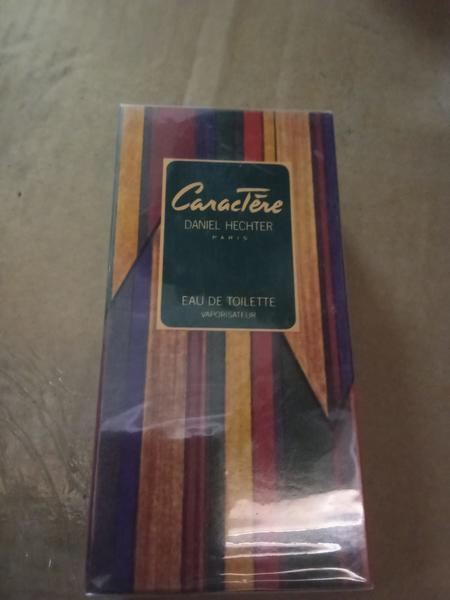 Caractère
DANIEL HECHTER
PARIS
EAU DE TOILETTE
VAPORISATEUR